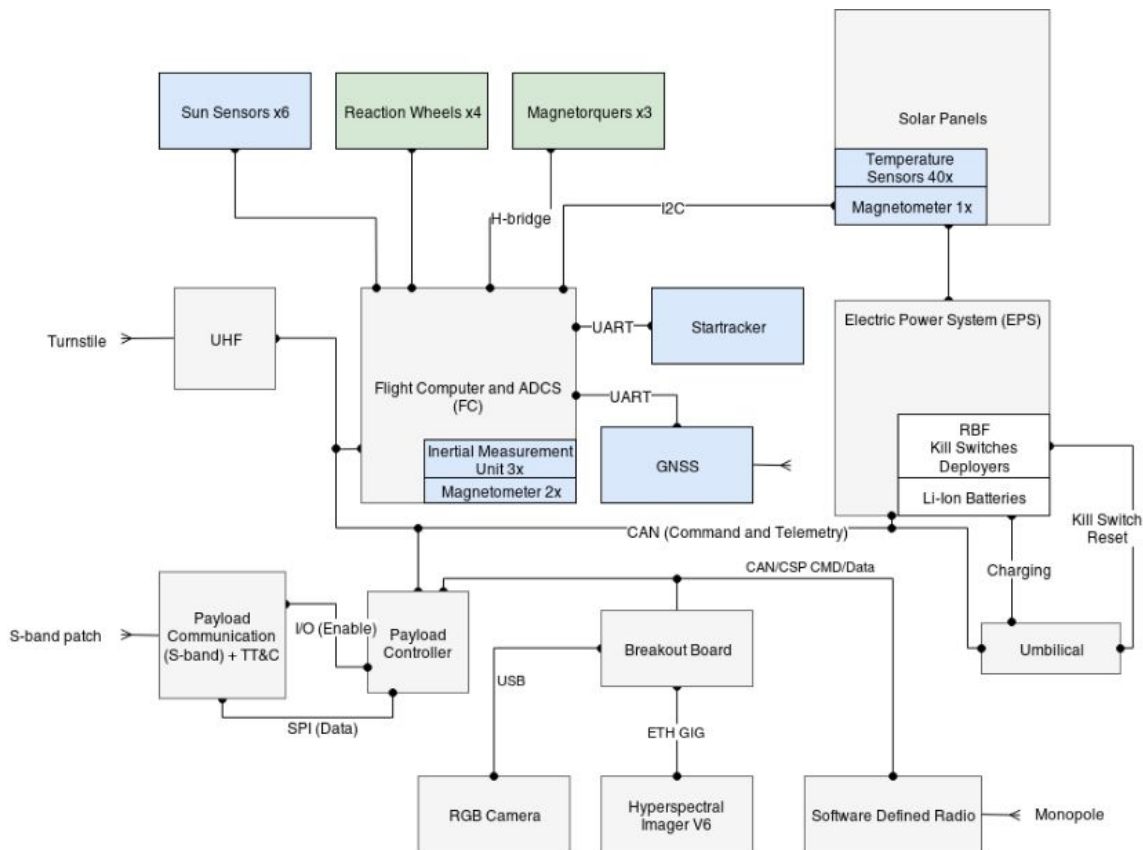 Sun Sensors x6
Reaction Wheels x4
Magnetorquers x3
Solar Panels
Temperature
Sensors 40x
Magnetometer 1x
H-bridge
I2C
Turnstile
UHF
Flight Computer and ADCS
(FC)
Inertial Measurement
Unit 3x
Magnetometer 2x
UART
Startracker
UART
GNSS
Electric Power System (EPS)
RBF
Kill Switches
Deployers
Li-Ion Batteries
Kill Switch
Reset
CAN (Command and Telemetry)
Charging
Umbilical
CAN/CSP CMD/Data
S-band patch
Payload
Communication
(S-band) + TT&C
I/O (Enable)
Payload
Controller
SPI (Data)
Breakout Board
USB
ETH GIG
RGB Camera
Hyperspectral
Imager V6
Software Defined Radio
Monopole